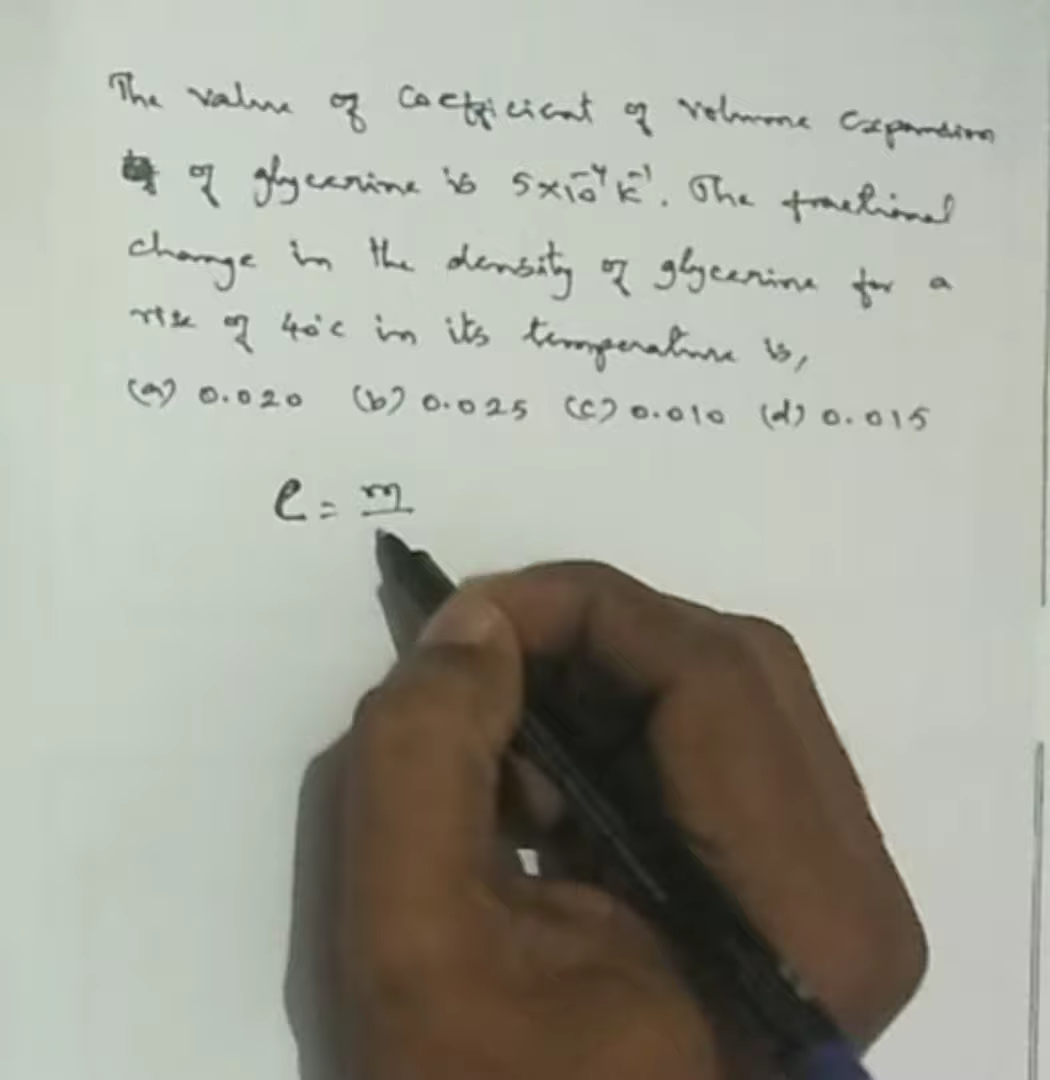 The value of coefficient of volume expansion
of glycerine is 5×10⁻⁴ K⁻¹. The fractional
change in the density of glycerine for a
rise of 40°c in its temperature is,
(a) 0.020 (b) 0.025 (c) 0.010 (d) 0.015
ρ = m